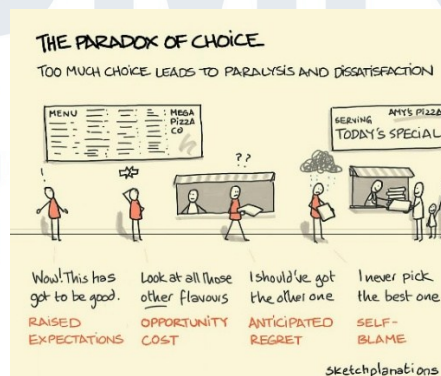 THE PARADOX OF CHOICE
TOO MUCH CHOICE LEADS TO PARALYSIS AND DISSATISFACTION
MENU
MEGA
PIZZA
CO
AMY'S PIZZA
SERVING
TODAY'S SPECIAL
!
??
Wow! This has
got to be good.
RAISED
EXPECTATIONS
Look at all those
other flavours
OPPORTUNITY
COST
I should've got
the other one
ANTICIPATED
REGRET
I never pick
the best one
SELF-
BLAME
sketchplanations